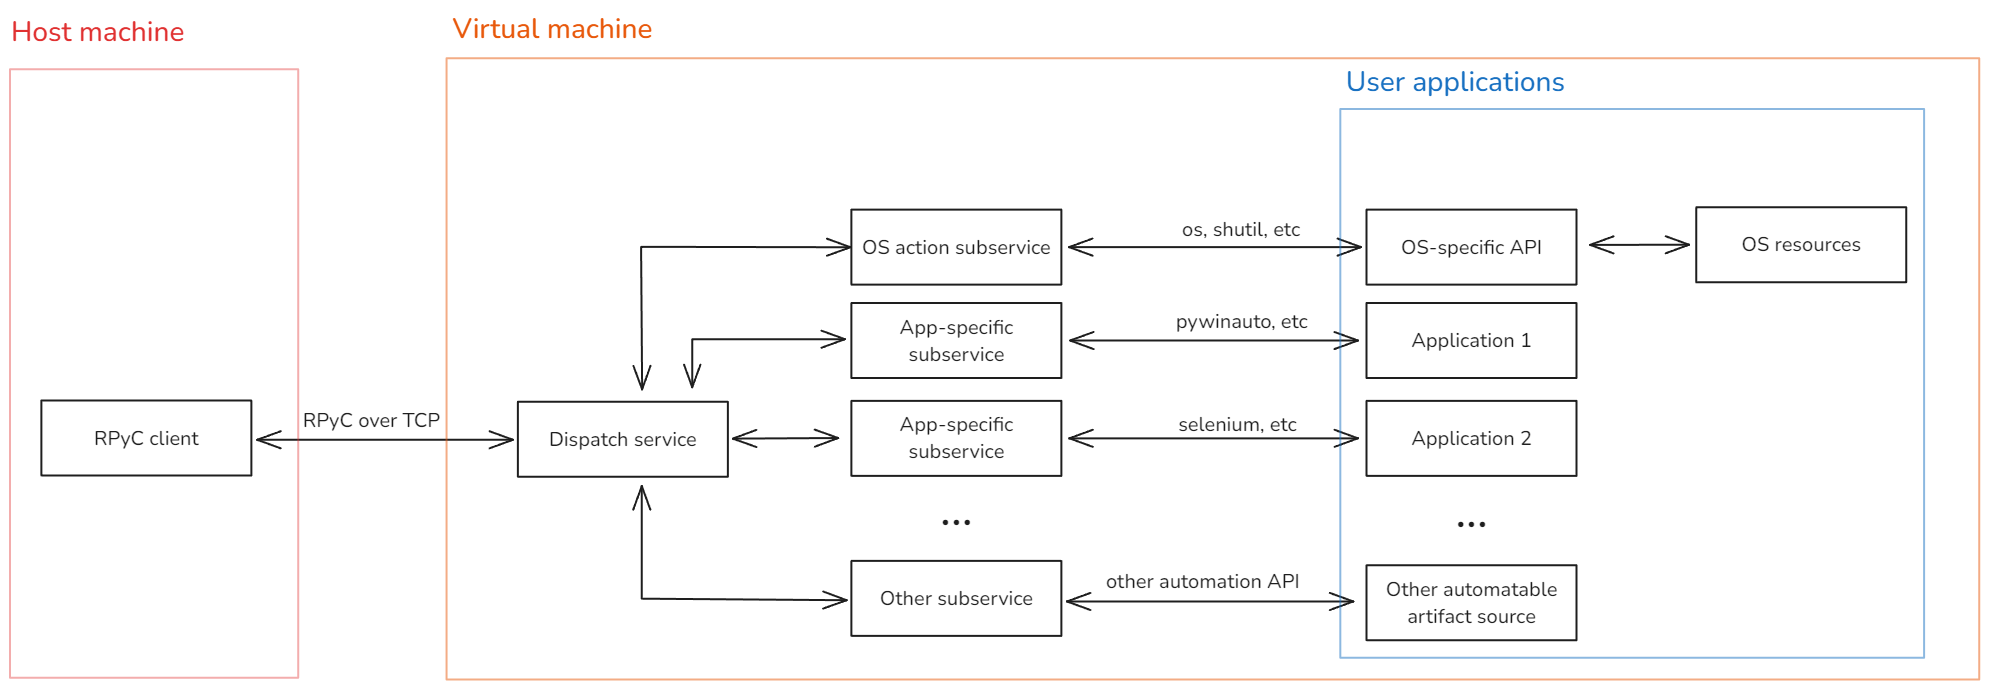 Host machine
Virtual machine
User applications
os, shutil, etc
OS action subservice
OS-specific API
OS resources
pywinauto, etc
App-specific
subservice
Application 1
RPyC client
RPyC over TCP
Dispatch service
App-specific
subservice
selenium, etc
Application 2
...
...
Other subservice
other automation API
Other automatable
artifact source